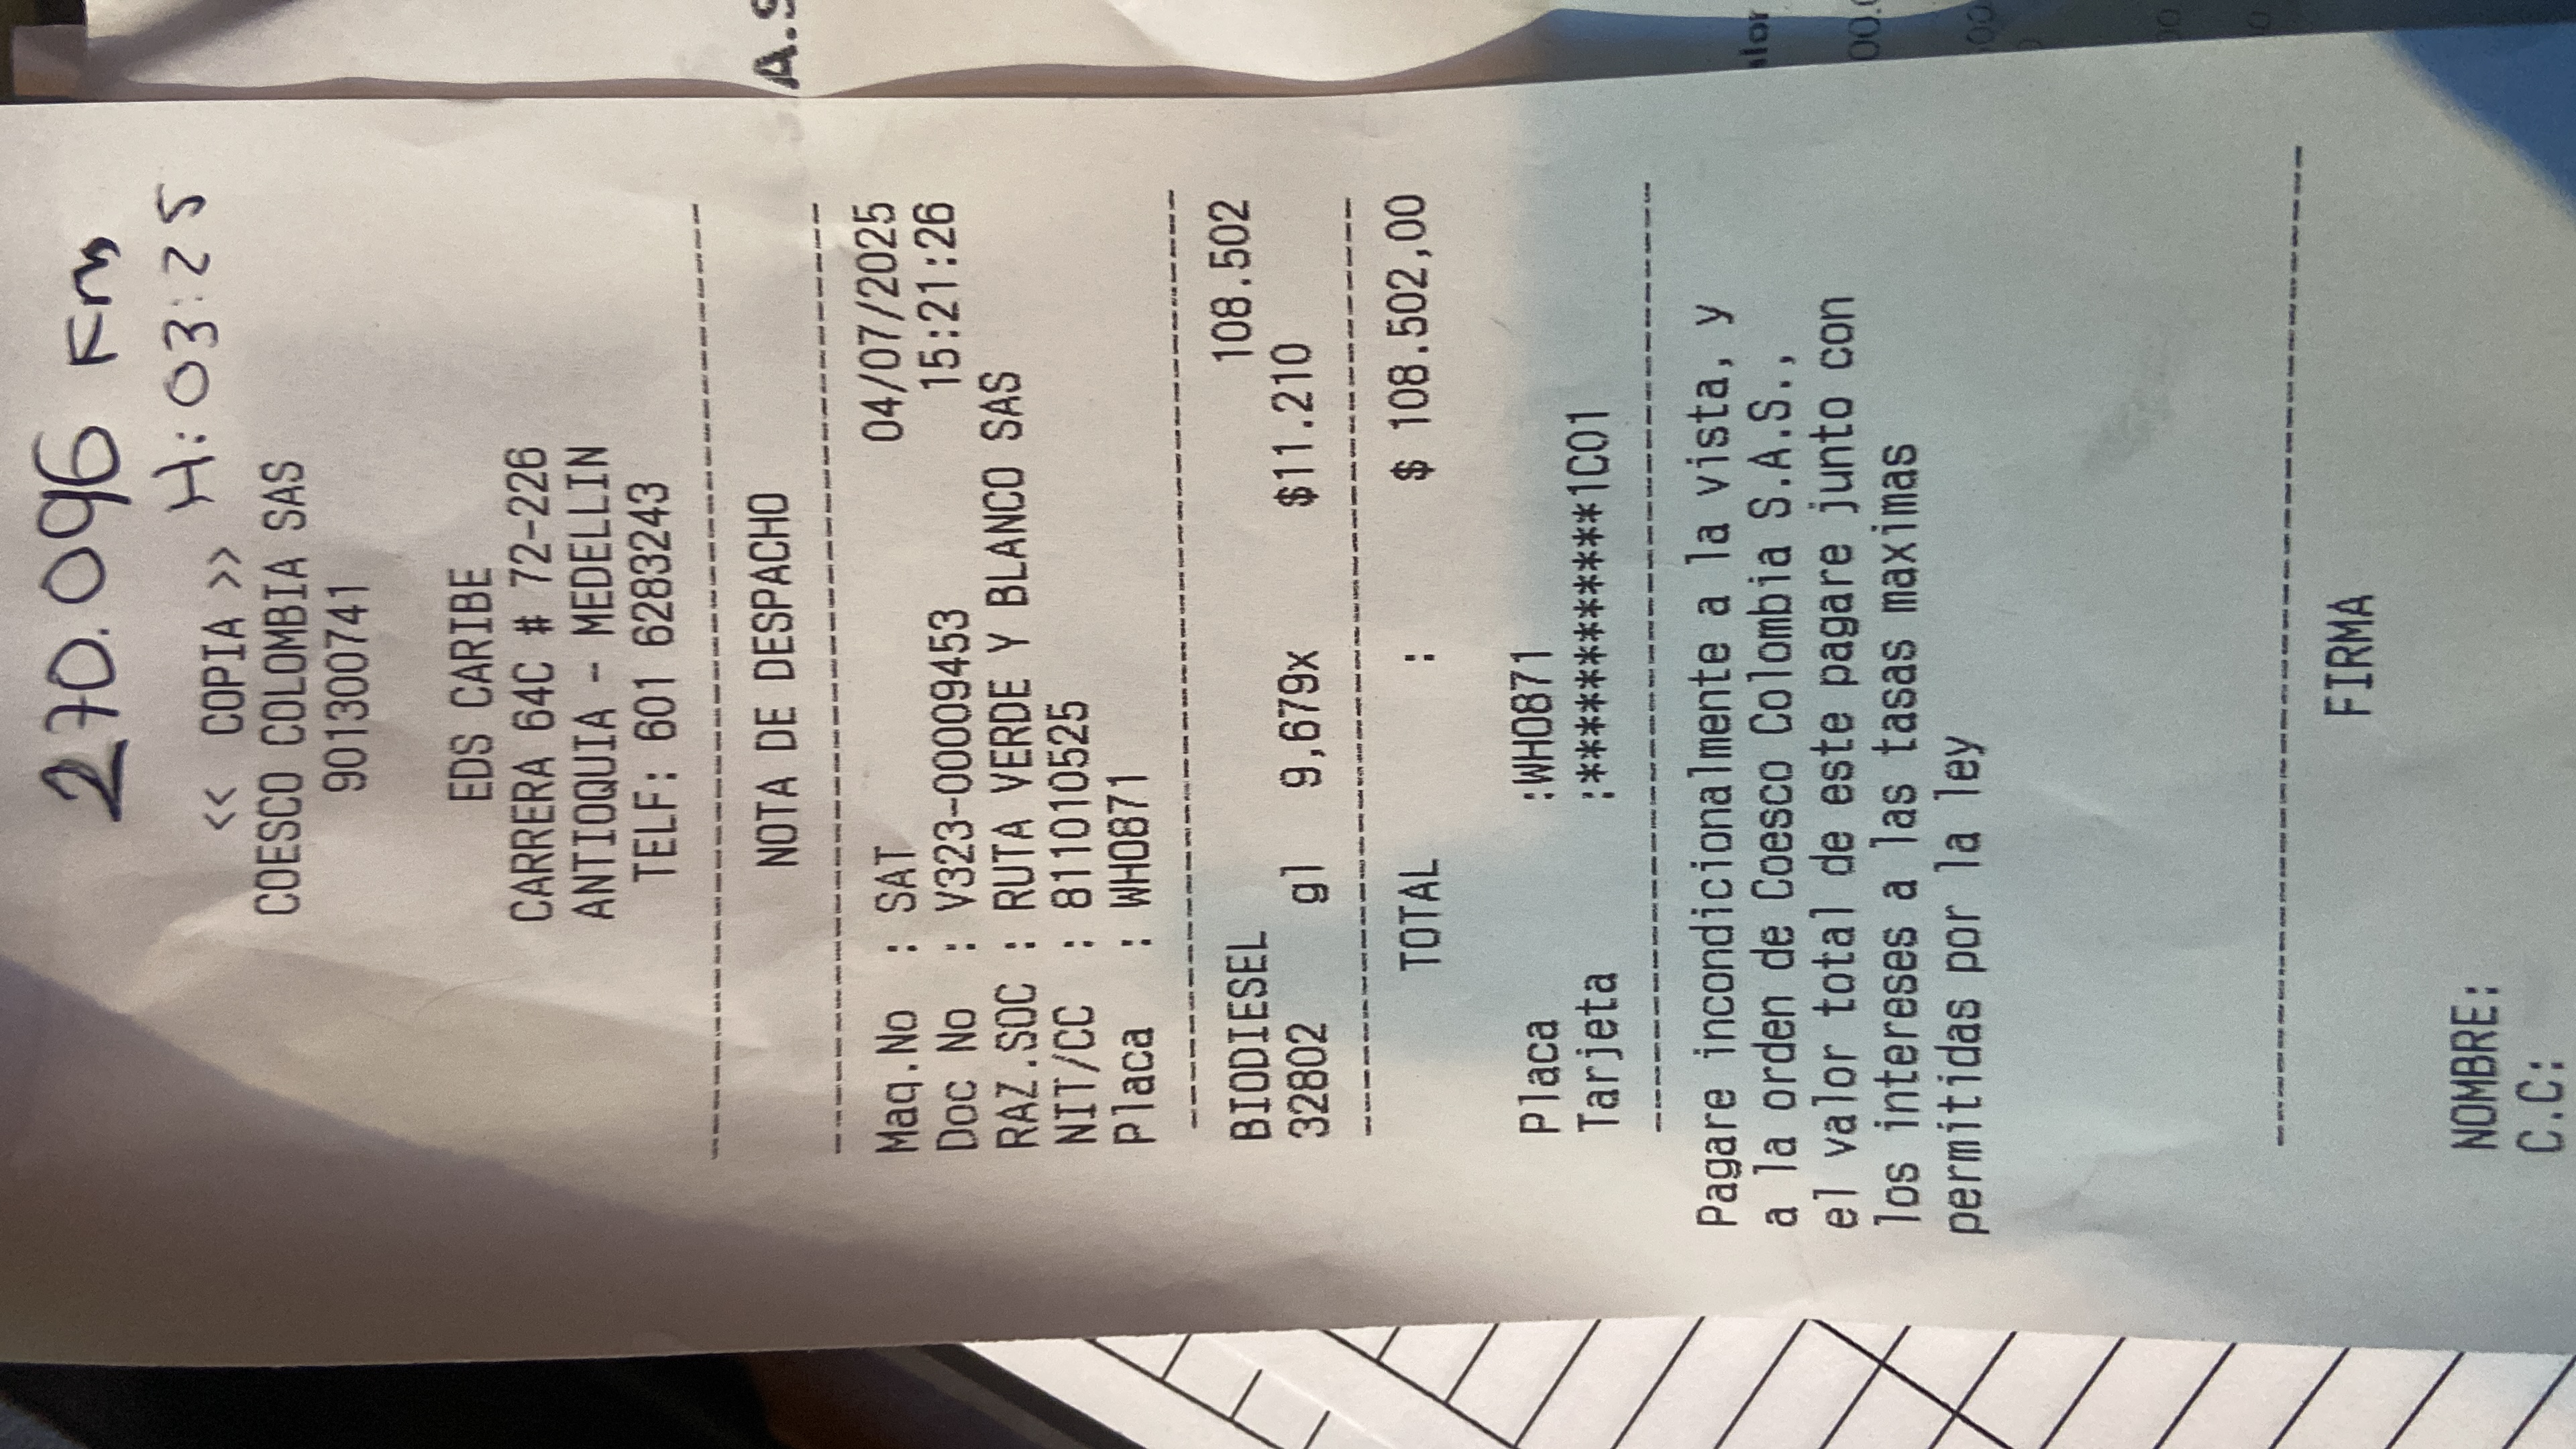 270.096 Km
H:03:25
<< COPIA >>
COESCO COLOMBIA SAS
901300741
EDS CARIBE
CARRERA 64C # 72-226
ANTIOQUIA - MEDELLIN
TELF: 601 6283243
NOTA DE DESPACHO
Maq.No : SAT 04/07/2025
Doc No : V323-00009453 15:21:26
RAZ.SOC : RUTA VERDE Y BLANCO SAS
NIT/CC : 811010525
Placa : WHO871
BIODIESEL 108.502
32802 gl 9,679x $11.210
TOTAL : $ 108.502,00
Placa :WHO871
Tarjeta :************1C01
Pagare incondicionalmente a la vista, y
a la orden de Coesco Colombia S.A.S.,
el valor total de este pagare junto con
los intereses a las tasas maximas
permitidas por la ley
FIRMA
NOMBRE:
C.C: